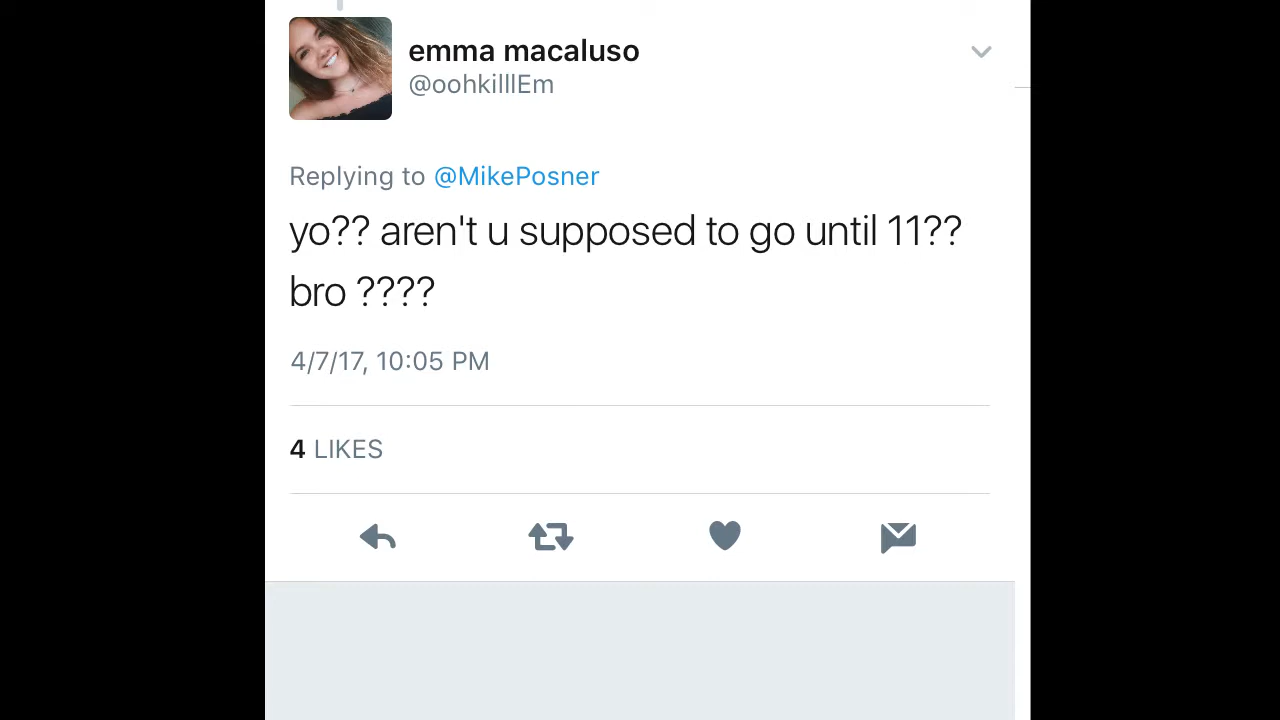 emma macaluso
@oohkilllEm
Replying to @MikePosner
yo?? aren't u supposed to go until 11??
bro ????
4/7/17, 10:05 PM
4 LIKES